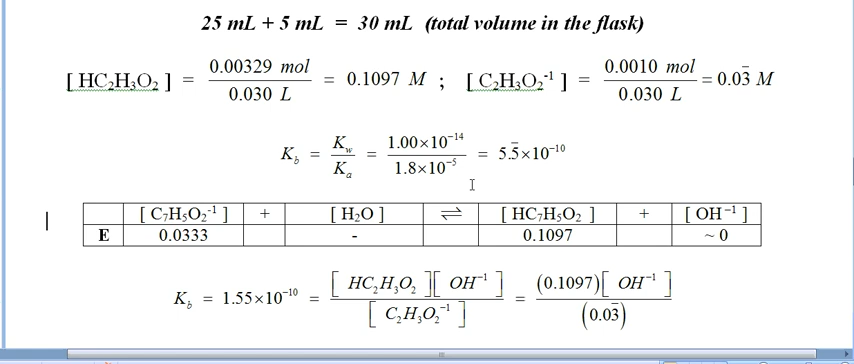 25 mL + 5 mL = 30 mL (total volume in the flask)
[ HC₂H₃O₂ ] = 0.00329 mol / 0.030 L = 0.1097 M ; [ C₂H₃O₂⁻¹ ] = 0.0010 mol / 0.030 L = 0.03̄ M
K_b = K_w / K_a = 1.00×10⁻¹⁴ / 1.8×10⁻⁵ = 5.5̄×10⁻¹⁰
[ C₇H₅O₂⁻¹ ] + [ H₂O ] ⇌ [ HC₇H₅O₂ ] + [ OH⁻¹ ]
E 0.0333 - 0.1097 ~ 0
K_b = 1.55×10⁻¹⁰ = [ HC₂H₃O₂ ][ OH⁻¹ ] / [ C₂H₃O₂⁻¹ ] = (0.1097)[ OH⁻¹ ] / (0.03̄)